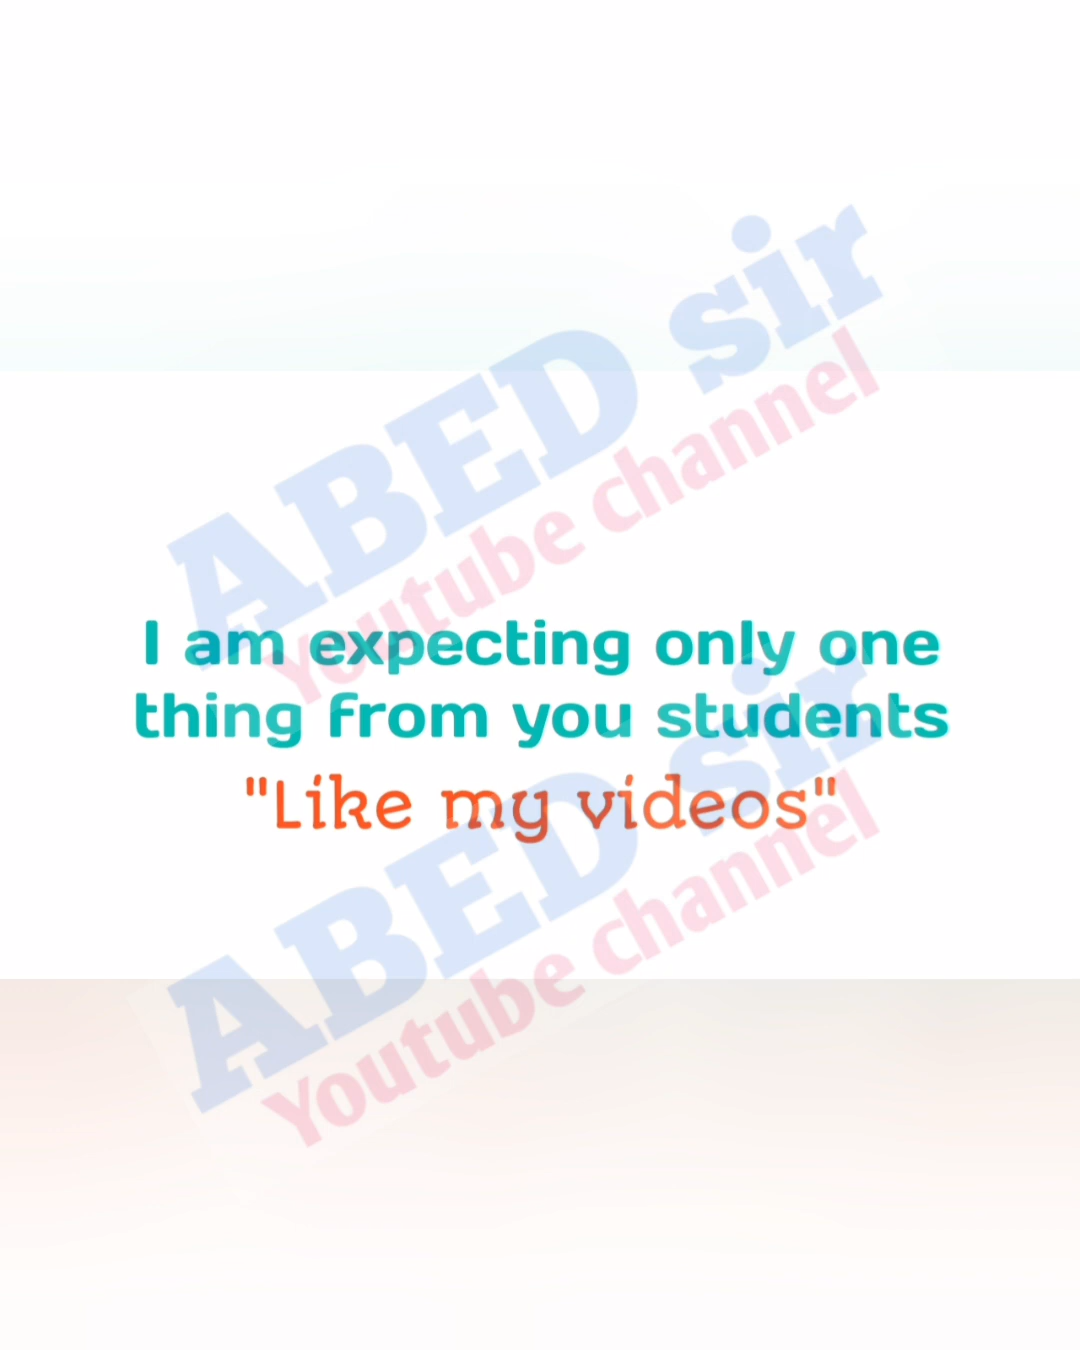 ABED sir
Youtube channel
I am expecting only one
thing from you students
"Like my videos"
ABED sir
Youtube channel